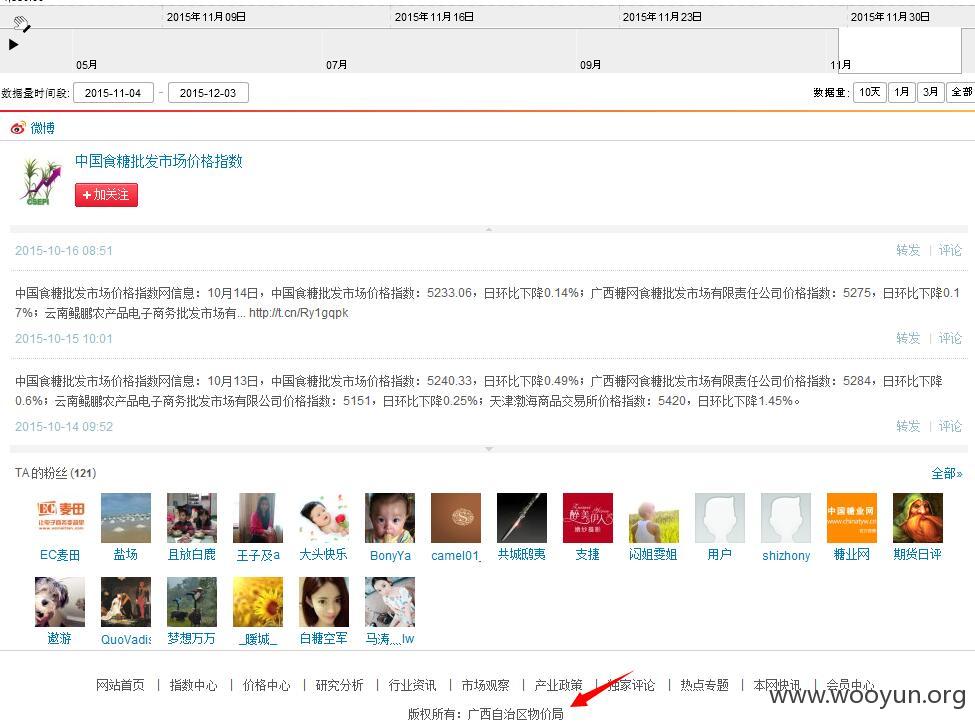 2015年11月09日 2015年11月16日 2015年11月23日 2015年11月30日
05月 07月 09月 11月
数据量时间段: 2015-11-04 - 2015-12-03 数据量: 10天 1月 3月 全部
微博
中国食糖批发市场价格指数
+加关注
CSEPI
2015-10-16 08:51 转发 | 评论
中国食糖批发市场价格指数网信息：10月14日，中国食糖批发市场价格指数：5233.06，日环比下降0.14%；广西糖网食糖批发市场有限责任公司价格指数：5275，日环比下降0.1
7%；云南鲲鹏农产品电子商务批发市场有... http://t.cn/Ry1gqpk
2015-10-15 10:01 转发 | 评论
中国食糖批发市场价格指数网信息：10月13日，中国食糖批发市场价格指数：5240.33，日环比下降0.49%；广西糖网食糖批发市场有限责任公司价格指数：5284，日环比下降
0.6%；云南鲲鹏农产品电子商务批发市场有限公司价格指数：5151，日环比下降0.25%；天津渤海商品交易所价格指数：5420，日环比下降1.45%。
2015-10-14 09:52 转发 | 评论
TA的粉丝(121) 全部»
EC 麦田 醉美伊人 中国糖业网
EC麦田 盐场 且放白鹿 王子及a 大头快乐 BonyYa camel01_ 共城鸱夷 支捷 闷姐雯姐 用户 shizhony 糖业网 期货日评
遨游 QuoVadis 梦想万万 _暖城_ 白糖空军 马涛灬lw
网站首页 | 指数中心 | 价格中心 | 研究分析 | 行业资讯 | 市场观察 | 产业政策 | 独家评论 | 热点专题 | 本网快讯 | 会员中心
www.wooyun.org
版权所有：广西自治区物价局